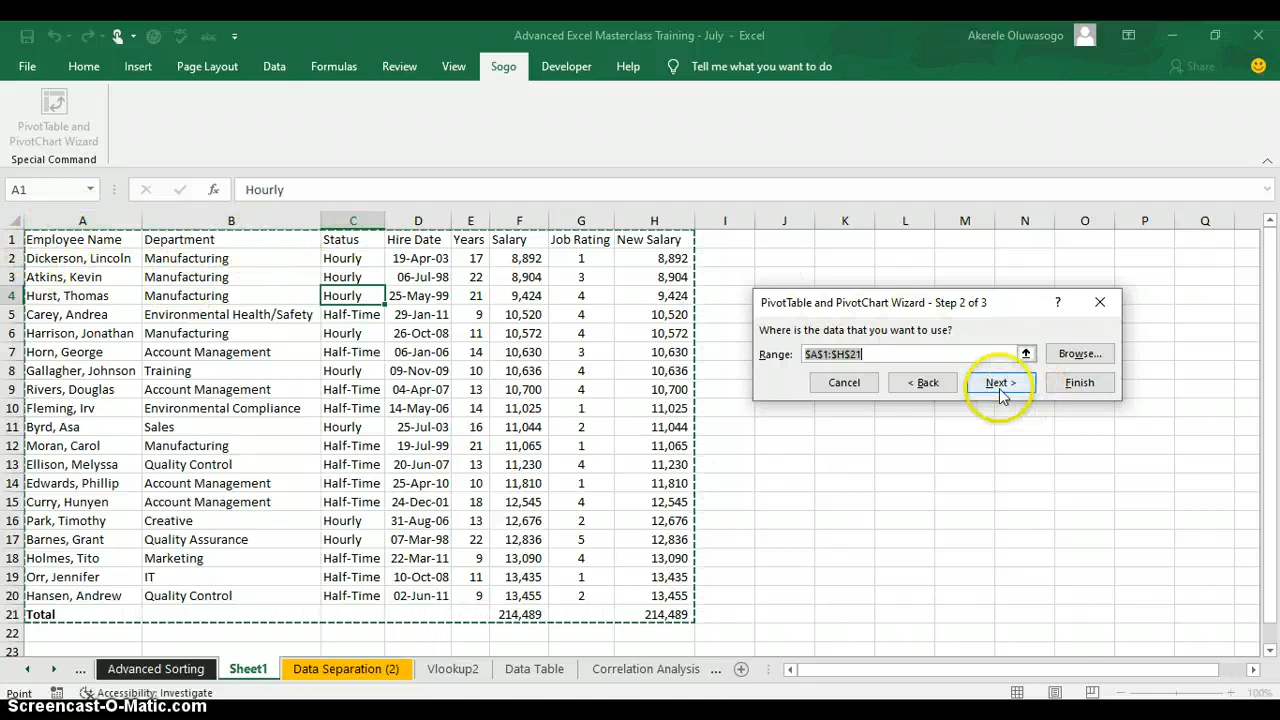 Advanced Excel Masterclass Training - July - Excel
Akerele Oluwasogo
File Home Insert Page Layout Data Formulas Review View Sogo Developer Help Tell me what you want to do Share
PivotTable and
PivotChart Wizard
Special Command
A1 fx Hourly
A B C D E F G H I J K L M N O P Q
1 Employee Name Department Status Hire Date Years Salary Job Rating New Salary
2 Dickerson, Lincoln Manufacturing Hourly 19-Apr-03 17 8,892 1 8,892
3 Atkins, Kevin Manufacturing Hourly 06-Jul-98 22 8,904 3 8,904
4 Hurst, Thomas Manufacturing Hourly 25-May-99 21 9,424 4 9,424
5 Carey, Andrea Environmental Health/Safety Half-Time 29-Jan-11 9 10,520 4 10,520
6 Harrison, Jonathan Manufacturing Hourly 26-Oct-08 11 10,572 4 10,572
7 Horn, George Account Management Half-Time 06-Jan-06 14 10,630 3 10,630
8 Gallagher, Johnson Training Hourly 09-Nov-09 10 10,636 4 10,636
9 Rivers, Douglas Account Management Half-Time 04-Apr-07 13 10,700 4 10,700
10 Fleming, Irv Environmental Compliance Hourly 14-May-06 14 11,025 1 11,025
11 Byrd, Asa Sales Hourly 25-Jul-03 16 11,044 2 11,044
12 Moran, Carol Manufacturing Half-Time 19-Jul-99 21 11,065 1 11,065
13 Ellison, Melyssa Quality Control Half-Time 20-Jun-07 13 11,230 4 11,230
14 Edwards, Phillip Account Management Half-Time 25-Apr-10 10 11,810 1 11,810
15 Curry, Hunyen Account Management Half-Time 24-Dec-01 18 12,545 4 12,545
16 Park, Timothy Creative Hourly 31-Aug-06 13 12,676 2 12,676
17 Barnes, Grant Quality Assurance Hourly 07-Mar-98 22 12,836 5 12,836
18 Holmes, Tito Marketing Half-Time 22-Mar-11 9 13,090 4 13,090
19 Orr, Jennifer IT Half-Time 10-Oct-08 11 13,435 1 13,435
20 Hansen, Andrew Quality Control Half-Time 02-Jun-11 9 13,455 2 13,455
21 Total 214,489 214,489
22
23
PivotTable and PivotChart Wizard - Step 2 of 3 ?
Where is the data that you want to use?
Range: $A$1:$H$21 Browse...
Cancel < Back Next > Finish
... Advanced Sorting Sheet1 Data Separation (2) Vlookup2 Data Table Correlation Analysis ...
Point Accessibility: Investigate 100%
Screencast-O-Matic.com